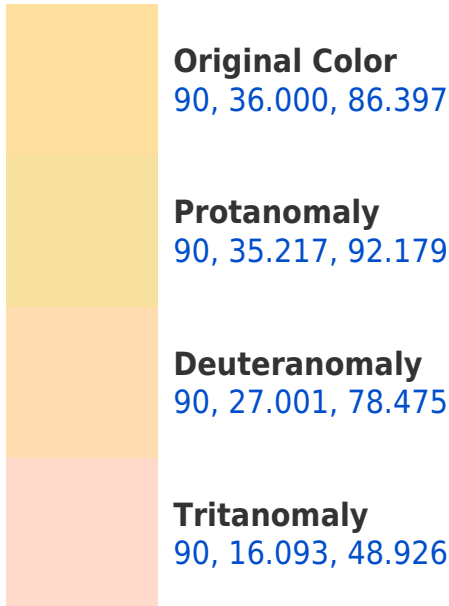 Original Color
90, 36.000, 86.397
Protanomaly
90, 35.217, 92.179
Deuteranomaly
90, 27.001, 78.475
Tritanomaly
90, 16.093, 48.926